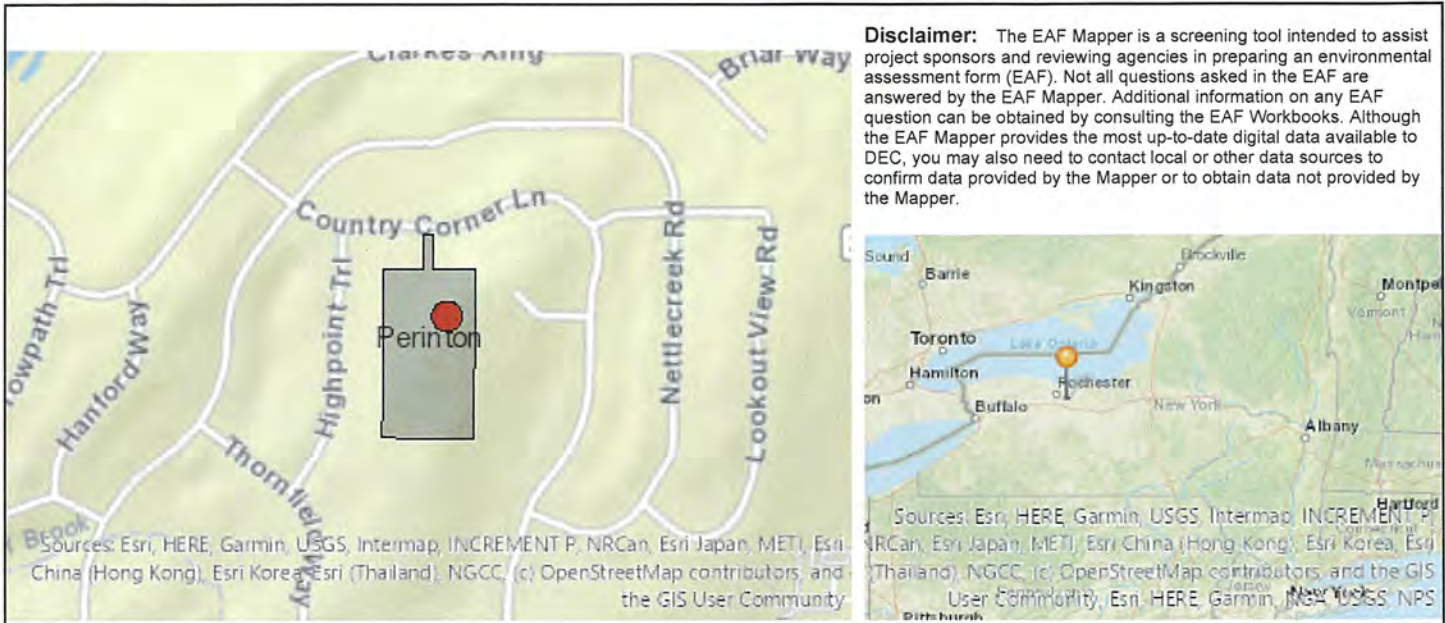 Disclaimer: The EAF Mapper is a screening tool intended to assist
project sponsors and reviewing agencies in preparing an environmental
assessment form (EAF). Not all questions asked in the EAF are
answered by the EAF Mapper. Additional information on any EAF
question can be obtained by consulting the EAF Workbooks. Although
the EAF Mapper provides the most up-to-date digital data available to
DEC, you may also need to contact local or other data sources to
confirm data provided by the Mapper or to obtain data not provided by
the Mapper.
Clarkes Xing
Briar Way
Country Corner Ln
Towpath Trl
Hanford Way
Highpoint Trl
Perinton
Nettlecreek Rd
Lookout View Rd
Thornfield Way
Brook
Sources: Esri, HERE, Garmin, USGS, Intermap, INCREMENT P, NRCan, Esri Japan, METI, Esri
China (Hong Kong), Esri Korea, Esri (Thailand), NGCC, (c) OpenStreetMap contributors, and
the GIS User Community
Sound
Barrie
Brockville
Kingston
Montpel
Vermont
Toronto
Lake Ontario
Hamilton
Rochester
Buffalo
New York
Albany
Massachus
Hartford
Sources: Esri, HERE, Garmin, USGS, Intermap, INCREMENT P,
NRCan, Esri Japan, METI, Esri China (Hong Kong), Esri Korea, Esri
(Thailand), NGCC, (c) OpenStreetMap contributors, and the GIS
User Community, Esri, HERE, Garmin, NGA, USGS, NPS
New York
Pittsburgh